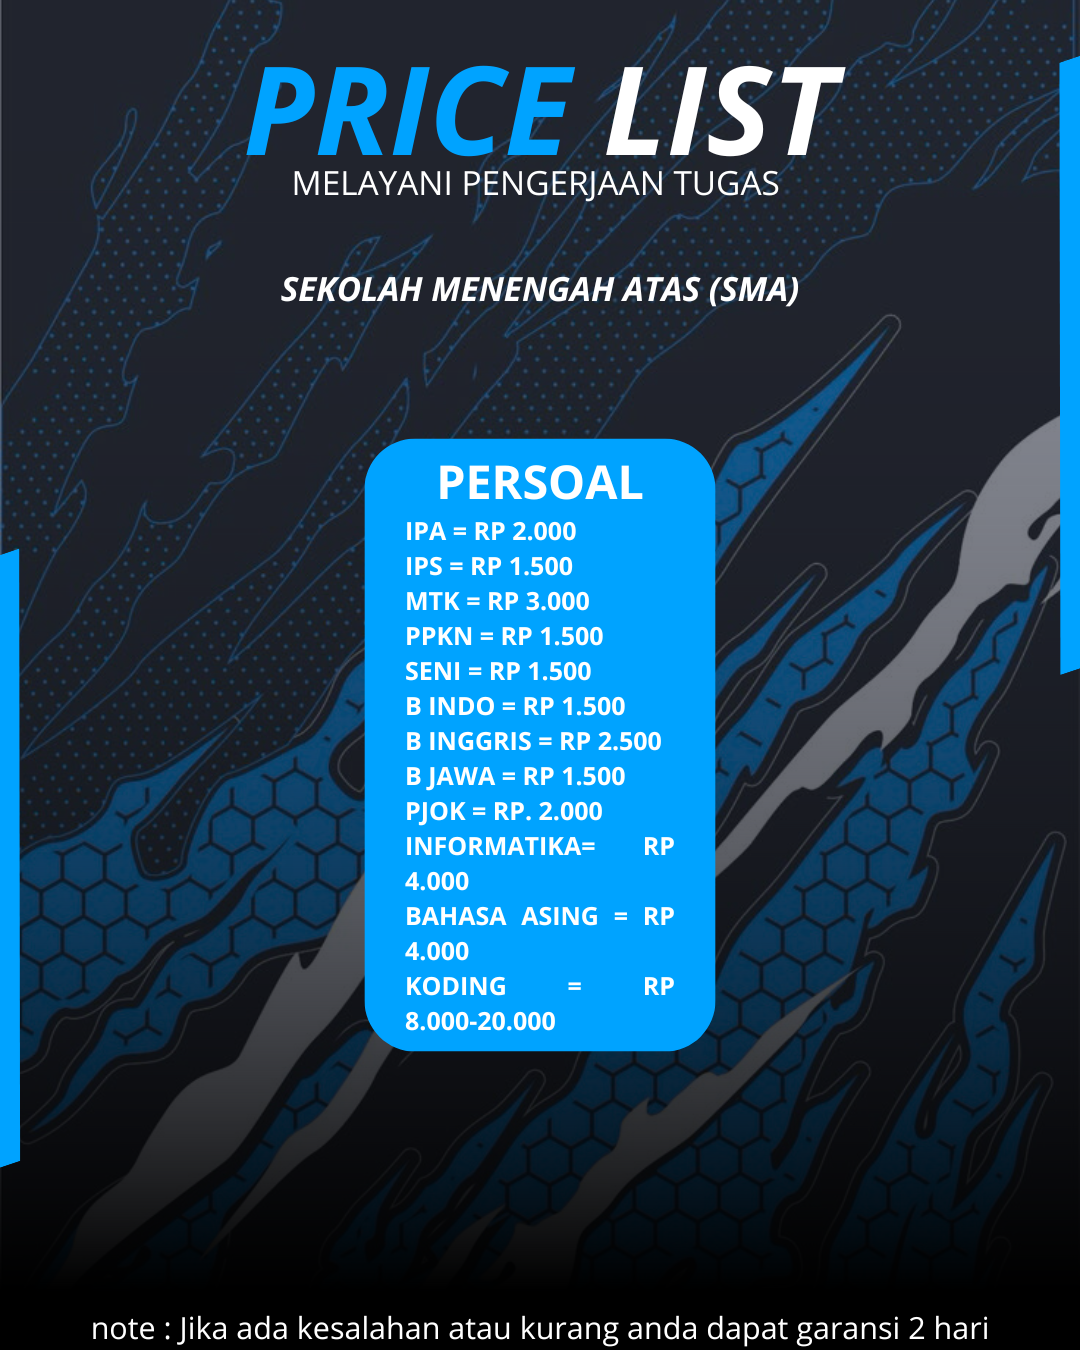 PRICE LIST
MELAYANI PENGERJAAN TUGAS
SEKOLAH MENENGAH ATAS (SMA)
PERSOAL
IPA = RP 2.000
IPS = RP 1.500
MTK = RP 3.000
PPKN = RP 1.500
SENI = RP 1.500
B INDO = RP 1.500
B INGGRIS = RP 2.500
B JAWA = RP 1.500
PJOK = RP. 2.000
INFORMATIKA= RP
4.000
BAHASA ASING = RP
4.000
KODING = RP
8.000-20.000
note : Jika ada kesalahan atau kurang anda dapat garansi 2 hari